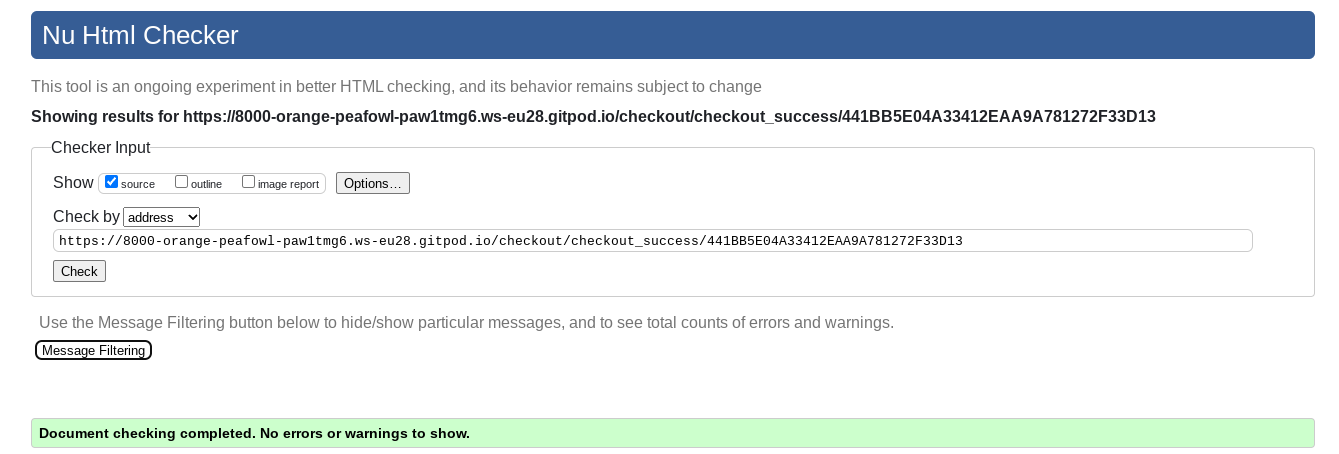 Nu Html Checker
This tool is an ongoing experiment in better HTML checking, and its behavior remains subject to change
Showing results for https://8000-orange-peafowl-paw1tmg6.ws-eu28.gitpod.io/checkout/checkout_success/441BB5E04A33412EAA9A781272F33D13
Checker Input
Show source outline image report Options...
Check by address
https://8000-orange-peafowl-paw1tmg6.ws-eu28.gitpod.io/checkout/checkout_success/441BB5E04A33412EAA9A781272F33D13
Check
Use the Message Filtering button below to hide/show particular messages, and to see total counts of errors and warnings.
Message Filtering
Document checking completed. No errors or warnings to show.